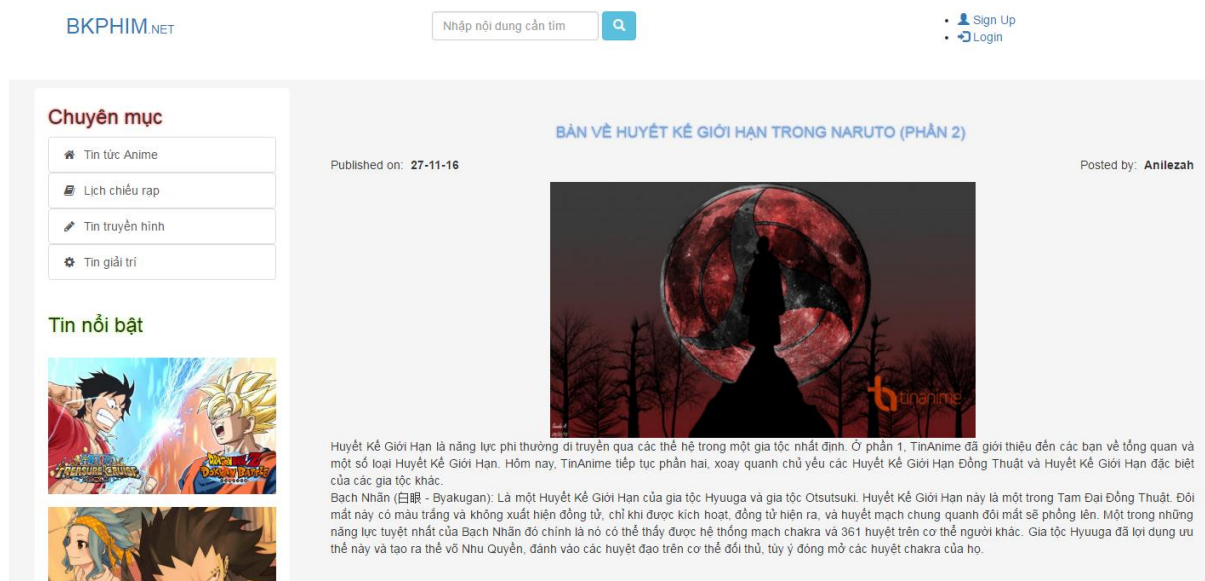 BKPHIM.NET
Nhập nội dung cần tìm
Sign Up
Login
Chuyên mục
Tin tức Anime
Lịch chiếu rạp
Tin truyền hình
Tin giải trí
Tin nổi bật
TREASURE CRUISE
DRAGON BALL Z
DOKKAN BATTLE
BÀN VỀ HUYẾT KẾ GIỚI HẠN TRONG NARUTO (PHẦN 2)
Published on: 27-11-16
Posted by: Anilezah
tinanime
Huyết Kế Giới Hạn là năng lực phi thường di truyền qua các thế hệ trong một gia tộc nhất định. Ở phần 1, TinAnime đã giới thiệu đến các bạn về tổng quan và
một số loại Huyết Kế Giới Hạn. Hôm nay, TinAnime tiếp tục phần hai, xoay quanh chủ yếu các Huyết Kế Giới Hạn Đồng Thuật và Huyết Kế Giới Hạn đặc biệt
của các gia tộc khác.
Bạch Nhãn (白眼 - Byakugan): Là một Huyết Kế Giới Hạn của gia tộc Hyuuga và gia tộc Otsutsuki. Huyết Kế Giới Hạn này là một trong Tam Đại Đồng Thuật. Đôi
mắt này có màu trắng và không xuất hiện đồng tử, chỉ khi được kích hoạt, đồng tử hiện ra, và huyết mạch chung quanh đôi mắt sẽ phồng lên. Một trong những
năng lực tuyệt nhất của Bạch Nhãn đó chính là nó có thể thấy được hệ thống mạch chakra và 361 huyệt trên cơ thể người khác. Gia tộc Hyuuga đã lợi dụng ưu
thế này và tạo ra thế võ Nhu Quyền, đánh vào các huyệt đạo trên cơ thể đối thủ, tùy ý đóng mở các huyệt chakra của họ.